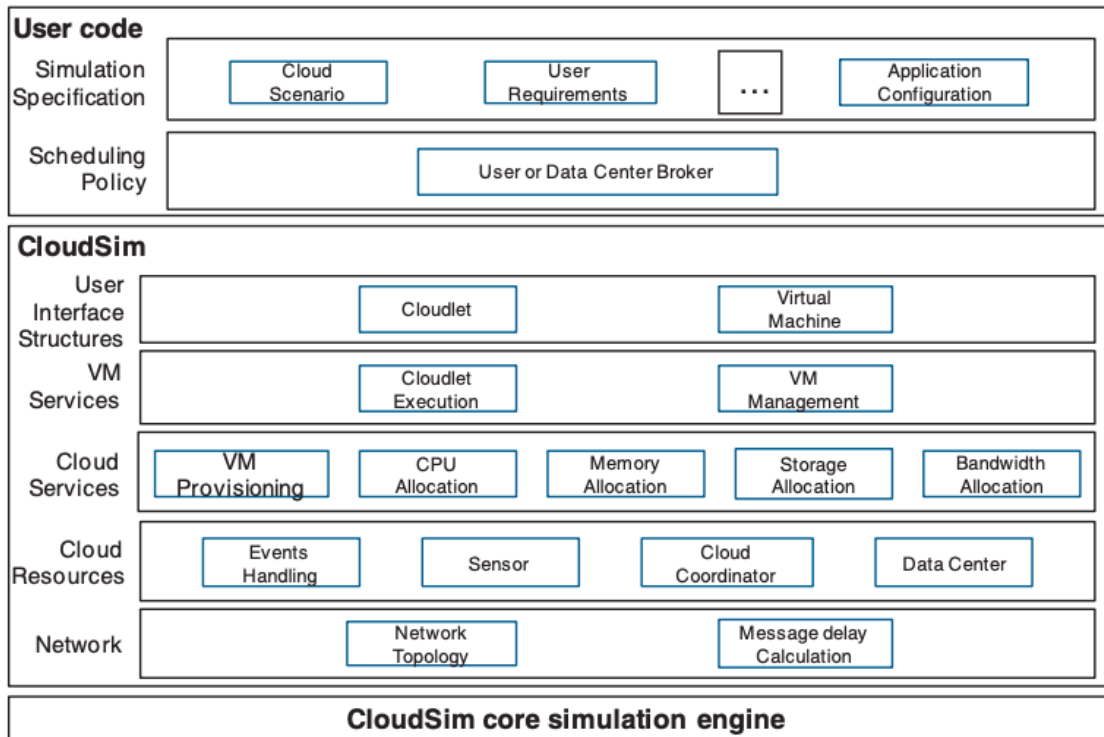 User code
Simulation
Specification
Cloud
Scenario
User
Requirements
...
Application
Configuration
Scheduling
Policy
User or Data Center Broker
CloudSim
User
Interface
Structures
Cloudlet
Virtual
Machine
VM
Services
Cloudlet
Execution
VM
Management
Cloud
Services
VM
Provisioning
CPU
Allocation
Memory
Allocation
Storage
Allocation
Bandwidth
Allocation
Cloud
Resources
Events
Handling
Sensor
Cloud
Coordinator
Data Center
Network
Network
Topology
Message delay
Calculation
CloudSim core simulation engine